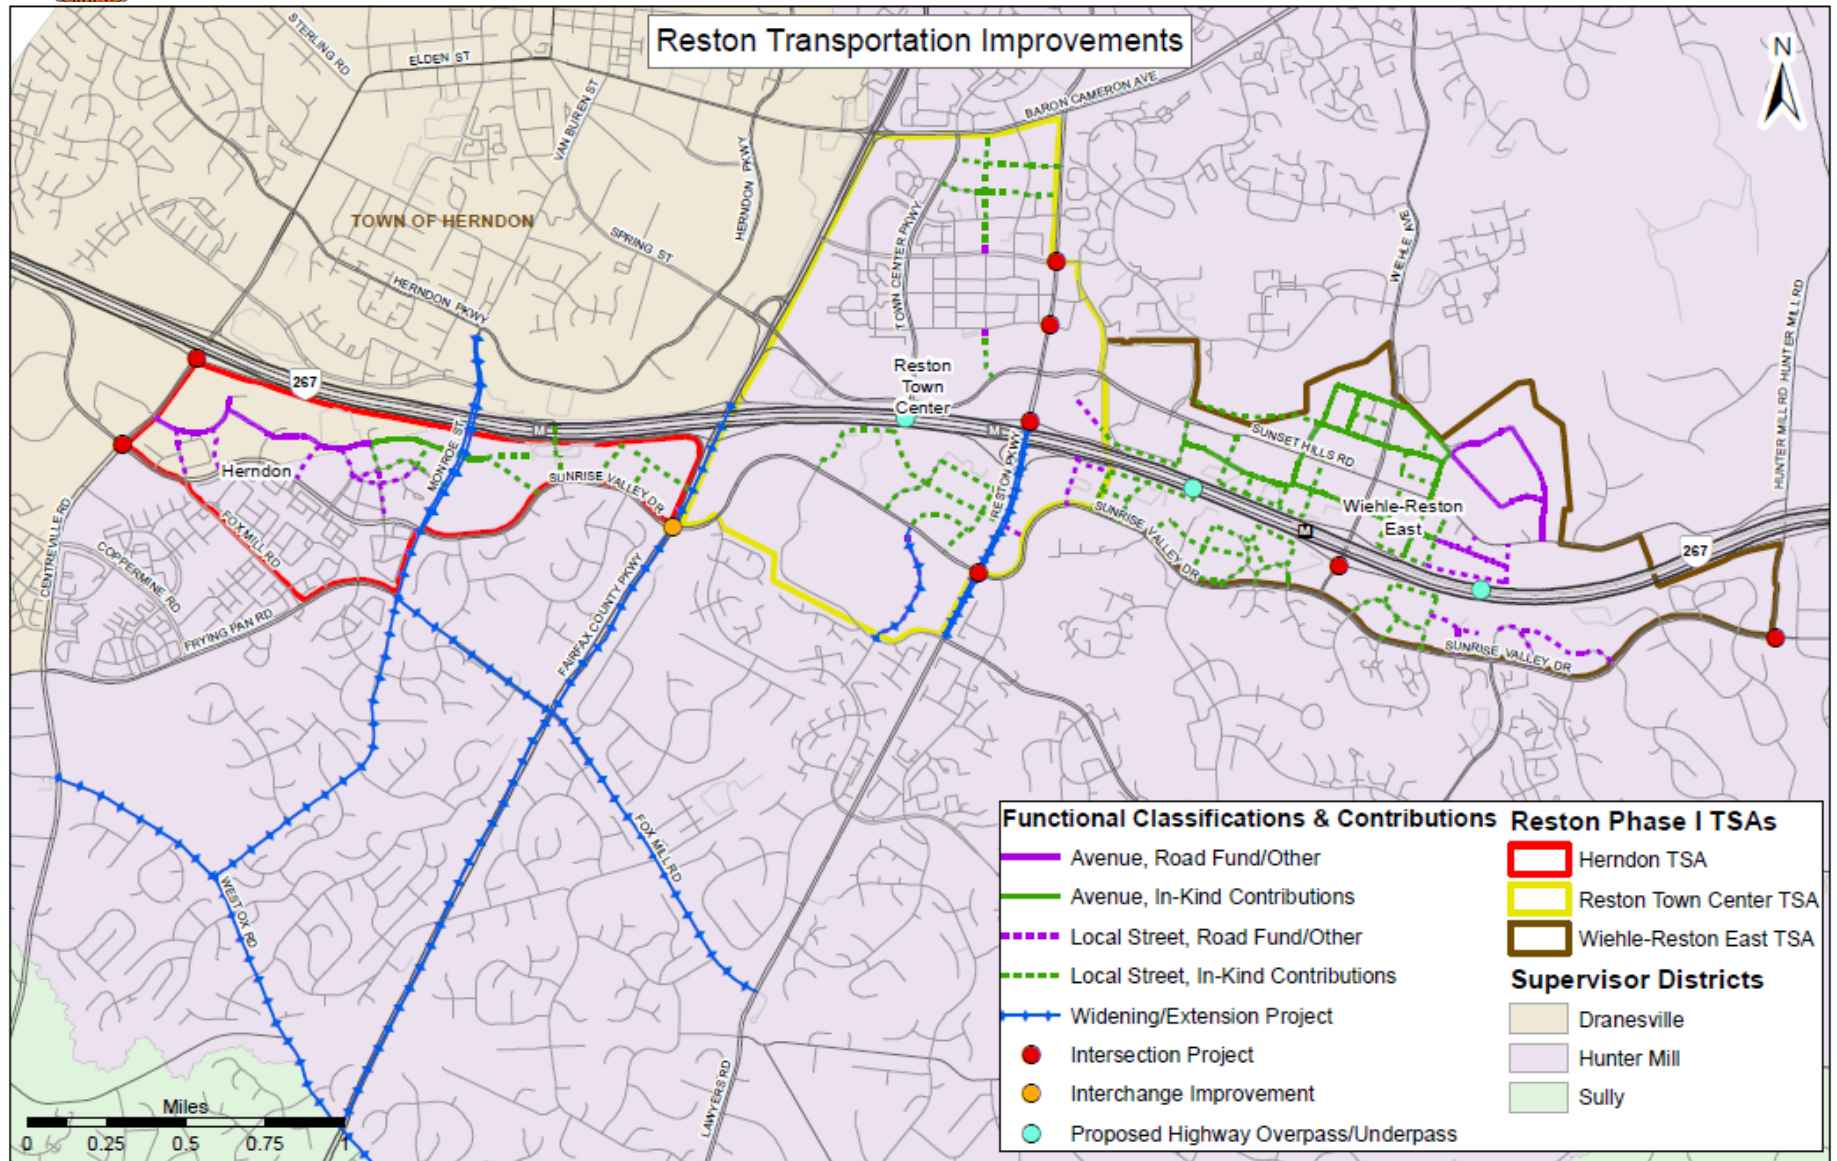 Reston Transportation Improvements
N
STERLING RD
ELDEN ST
VAN BUREN ST
HERNDON PKWY
BARON CAMERON AVE
TOWN OF HERNDON
SPRING ST
HERNDON PKWY
TOWN CENTER PKWY
WIEHLE AVE
HUNTER MILL RD
HUNTER MILL RD
267
Reston
Town
Center
M
M
MONROE ST
Herndon
SUNRISE VALLEY DR
RESTON PKWY
SUNSET HILLS RD
Wiehle-Reston
East
M
267
CENTREVILLE RD
FOX MILL RD
COPPERMINE RD
FRYING PAN RD
FAIRFAX COUNTY PKWY
SUNRISE VALLEY DR
SUNRISE VALLEY DR
FOX MILL RD
WEST OX RD
LAWYERS RD
Miles
0 0.25 0.5 0.75 1
Functional Classifications & Contributions
Avenue, Road Fund/Other
Avenue, In-Kind Contributions
Local Street, Road Fund/Other
Local Street, In-Kind Contributions
Widening/Extension Project
Intersection Project
Interchange Improvement
Proposed Highway Overpass/Underpass
Reston Phase I TSAs
Herndon TSA
Reston Town Center TSA
Wiehle-Reston East TSA
Supervisor Districts
Dranesville
Hunter Mill
Sully